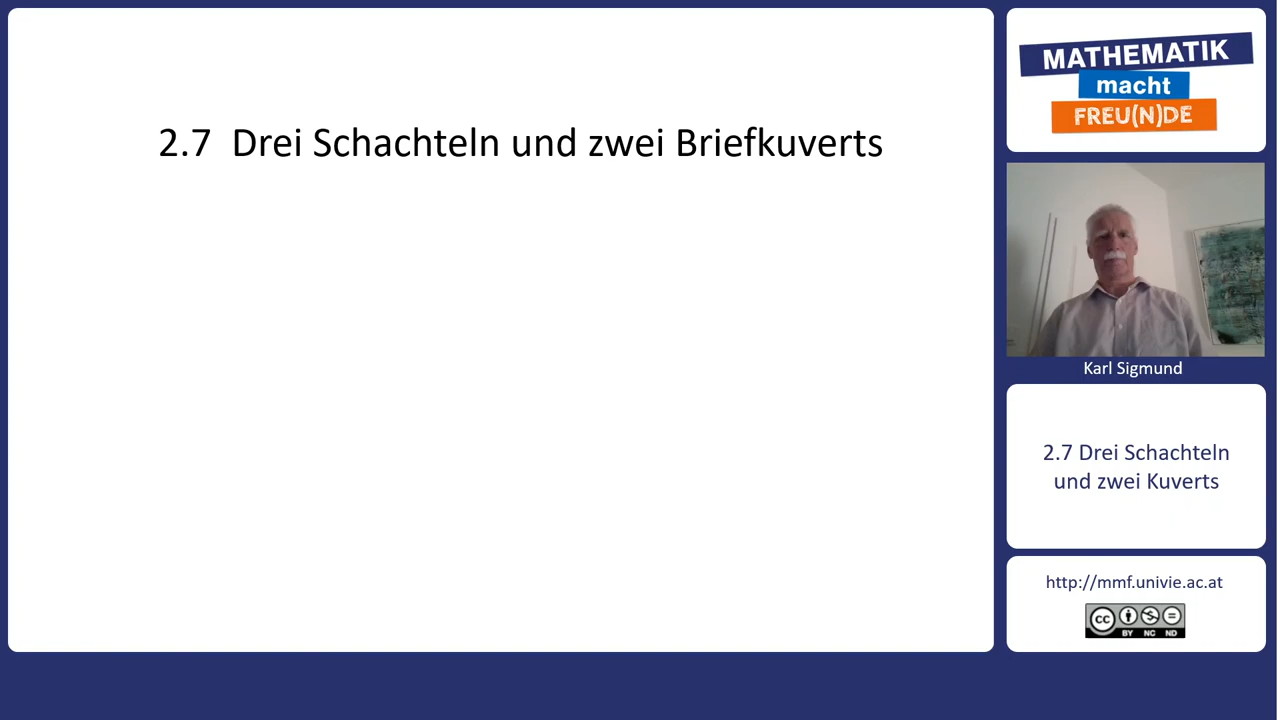 2.7 Drei Schachteln und zwei Briefkuverts
MATHEMATIK
macht
FREU(N)DE
Karl Sigmund
2.7 Drei Schachteln
und zwei Kuverts
http://mmf.univie.ac.at
CC BY NC ND